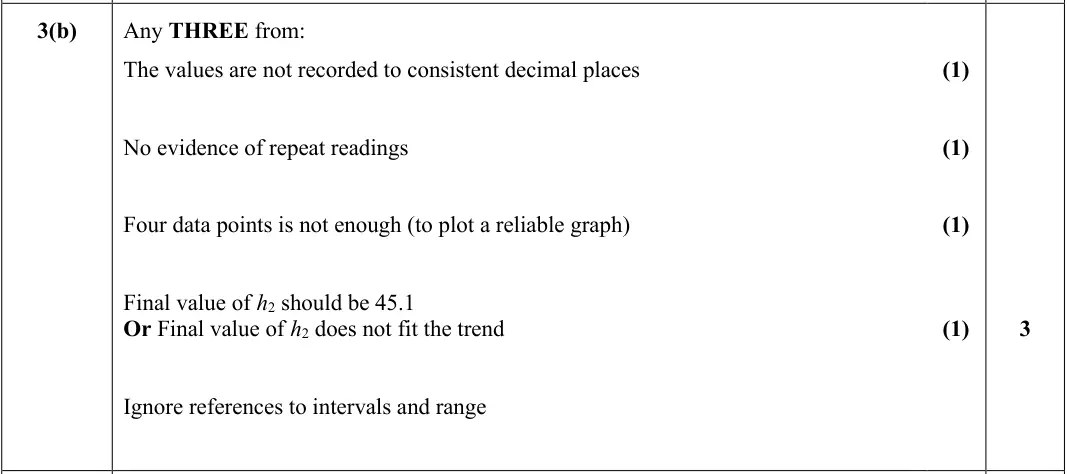 3(b) Any THREE from:
The values are not recorded to consistent decimal places (1)
No evidence of repeat readings (1)
Four data points is not enough (to plot a reliable graph) (1)
Final value of h₂ should be 45.1
Or Final value of h₂ does not fit the trend (1) 3
Ignore references to intervals and range